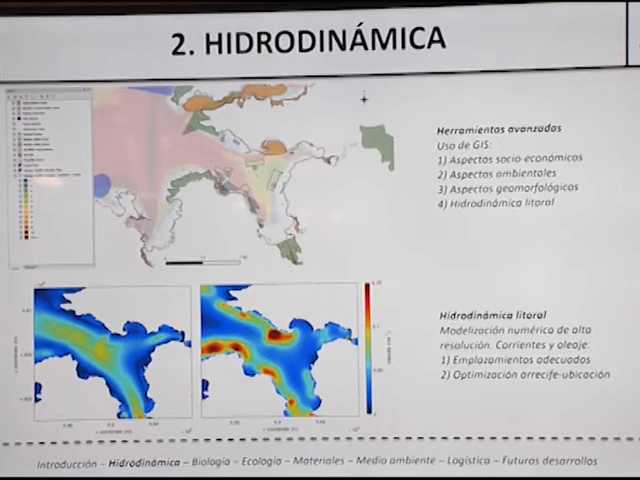 2. HIDRODINÁMICA
Herramientas avanzadas
Uso de GIS:
1) Aspectos socio-económicos
2) Aspectos ambientales
3) Aspectos geomorfológicos
4) Hidrodinámica litoral
Hidrodinámica litoral
Modelización numérica de alta
resolución. Corrientes y oleaje:
1) Emplazamientos adecuados
2) Optimización arrecife-ubicación
Introducción – Hidrodinámica – Biología – Ecología – Materiales – Medio ambiente – Logística – Futuros desarrollos